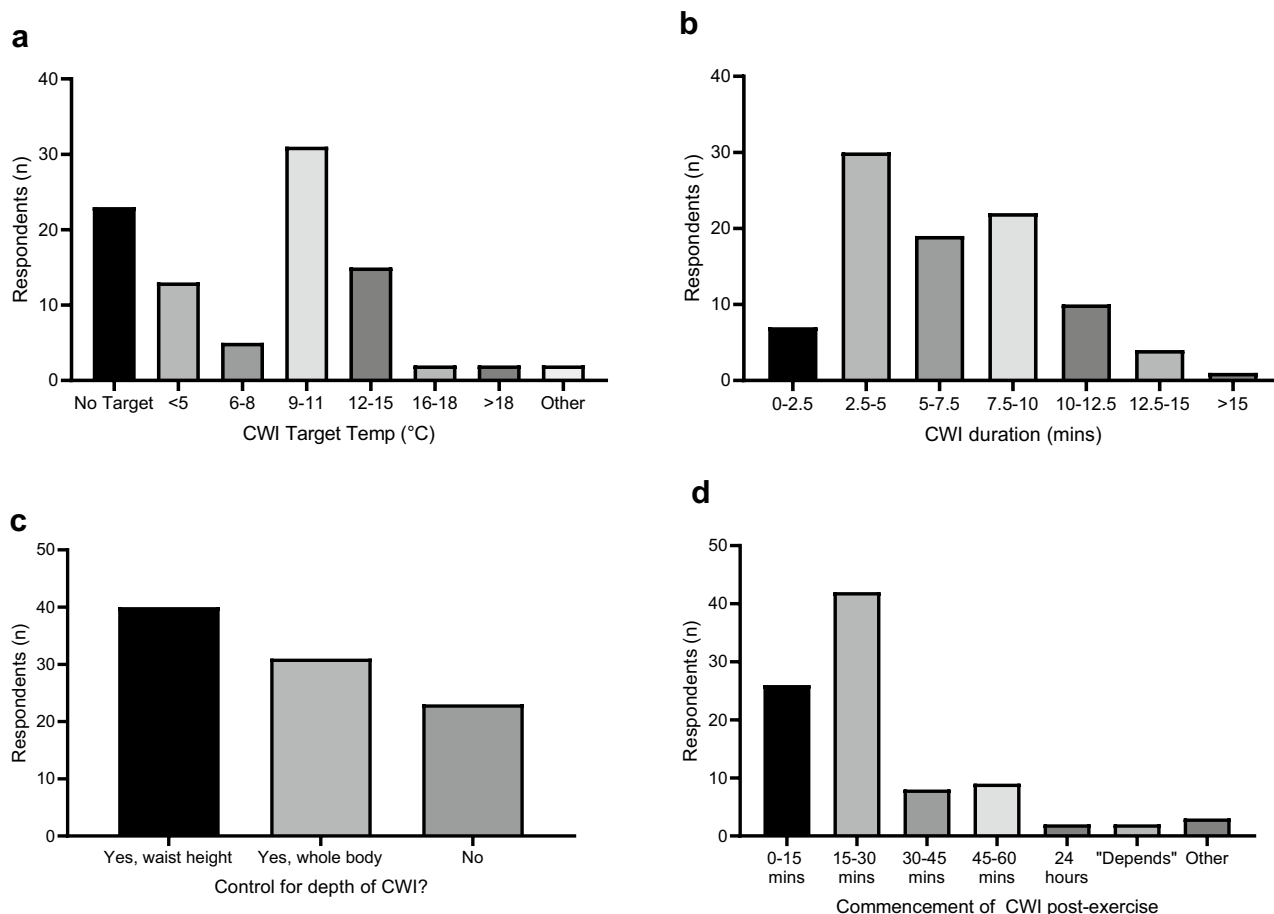 a
40
30
20
10
0
Respondents (n)
No Target <5 6-8 9-11 12-15 16-18 >18 Other
CWI Target Temp (°C)
b
40
30
20
10
0
Respondents (n)
0-2.5 2.5-5 5-7.5 7.5-10 10-12.5 12.5-15 >15
CWI duration (mins)
c
50
40
30
20
10
0
Respondents (n)
Yes, waist height Yes, whole body No
Control for depth of CWI?
d
50
40
30
20
10
0
Respondents (n)
0-15 15-30 30-45 45-60 24 "Depends" Other
mins mins mins mins hours
Commencement of CWI post-exercise